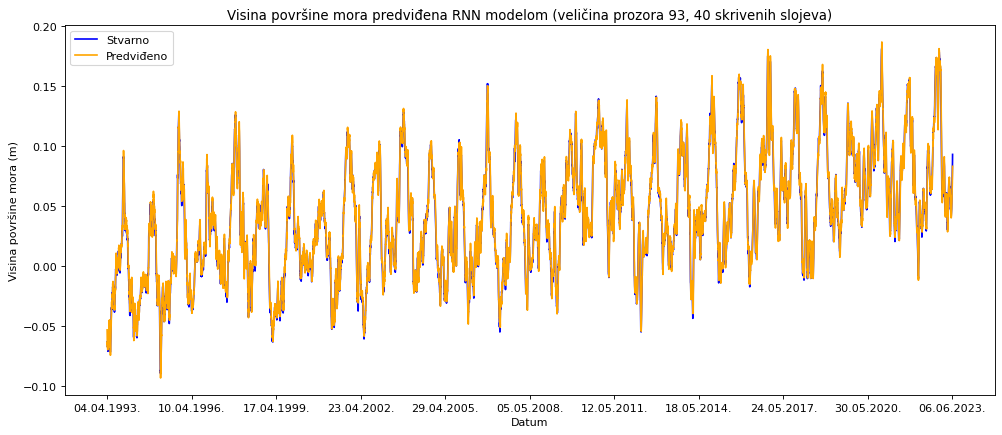 Visina površine mora predviđena RNN modelom (veličina prozora 93, 40 skrivenih slojeva)
Stvarno
Predviđeno
Visina površine mora (m)
0.20
0.15
0.10
0.05
0.00
−0.05
−0.10
04.04.1993. 10.04.1996. 17.04.1999. 23.04.2002. 29.04.2005. 05.05.2008. 12.05.2011. 18.05.2014. 24.05.2017. 30.05.2020. 06.06.2023.
Datum